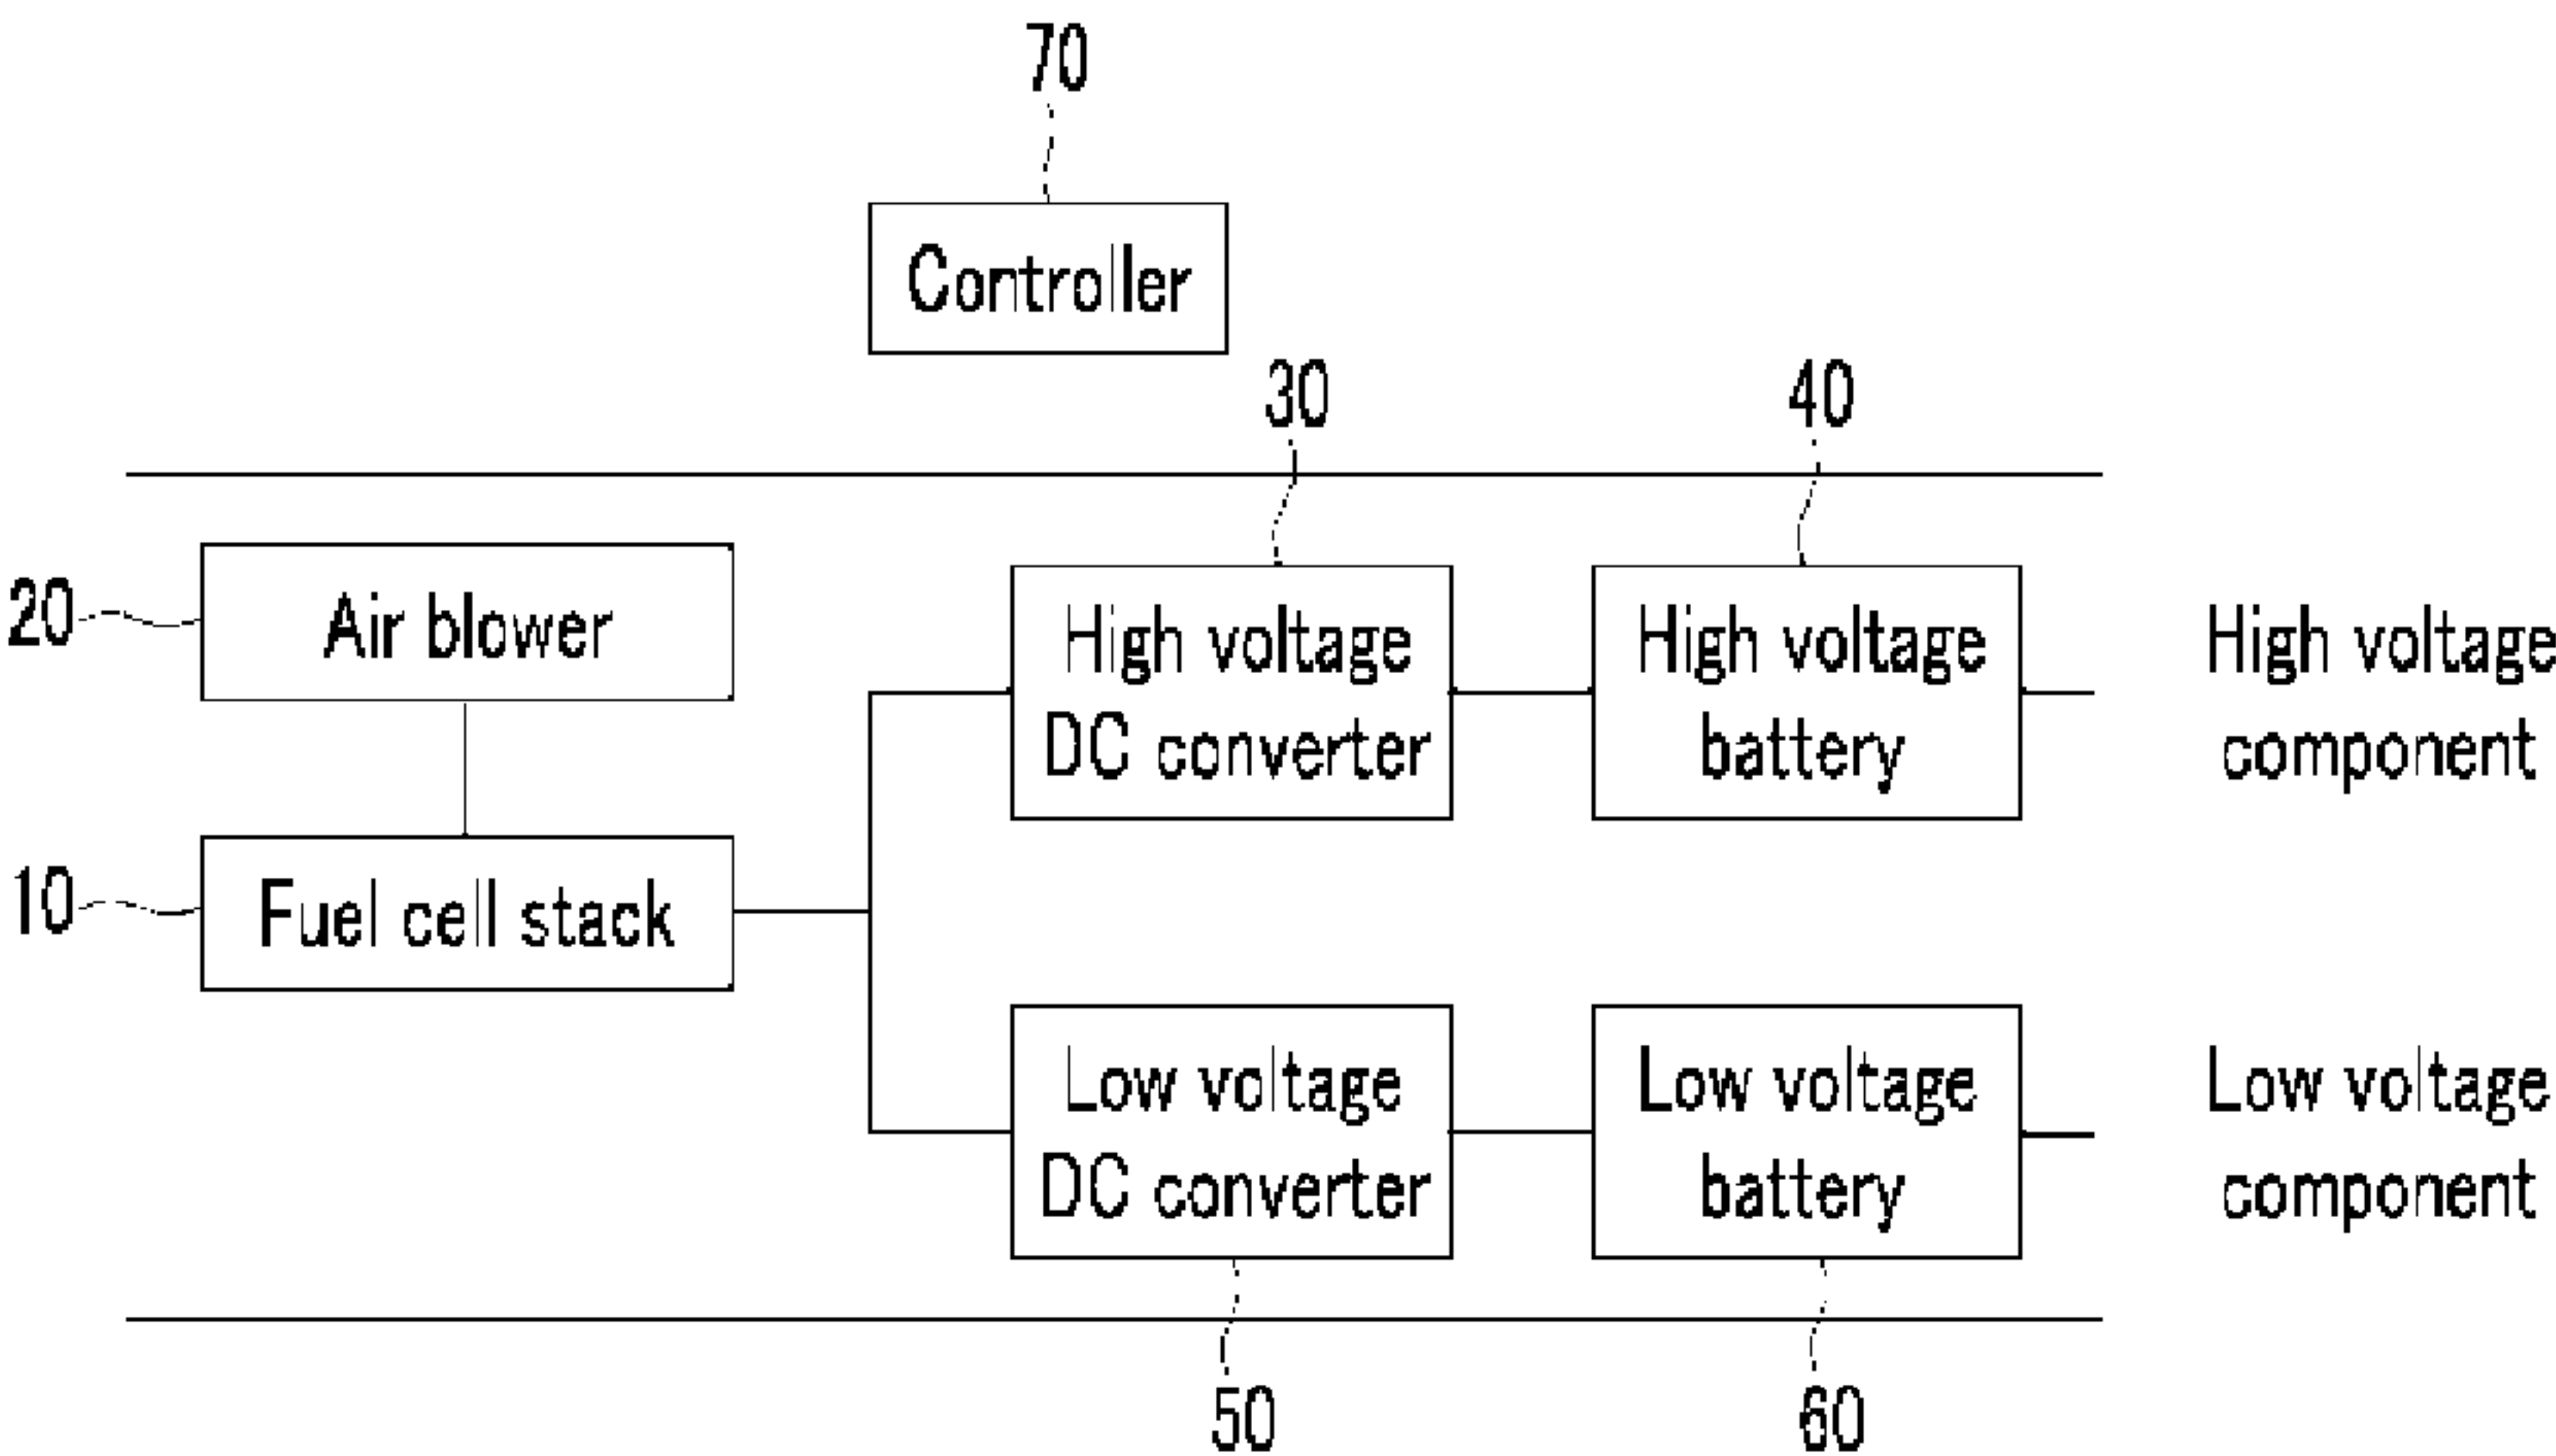 70
Controller
30
40
20
Air blower
High voltage
DC converter
High voltage
battery
High voltage
component
10
Fuel cell stack
Low voltage
DC converter
Low voltage
battery
Low voltage
component
50
60